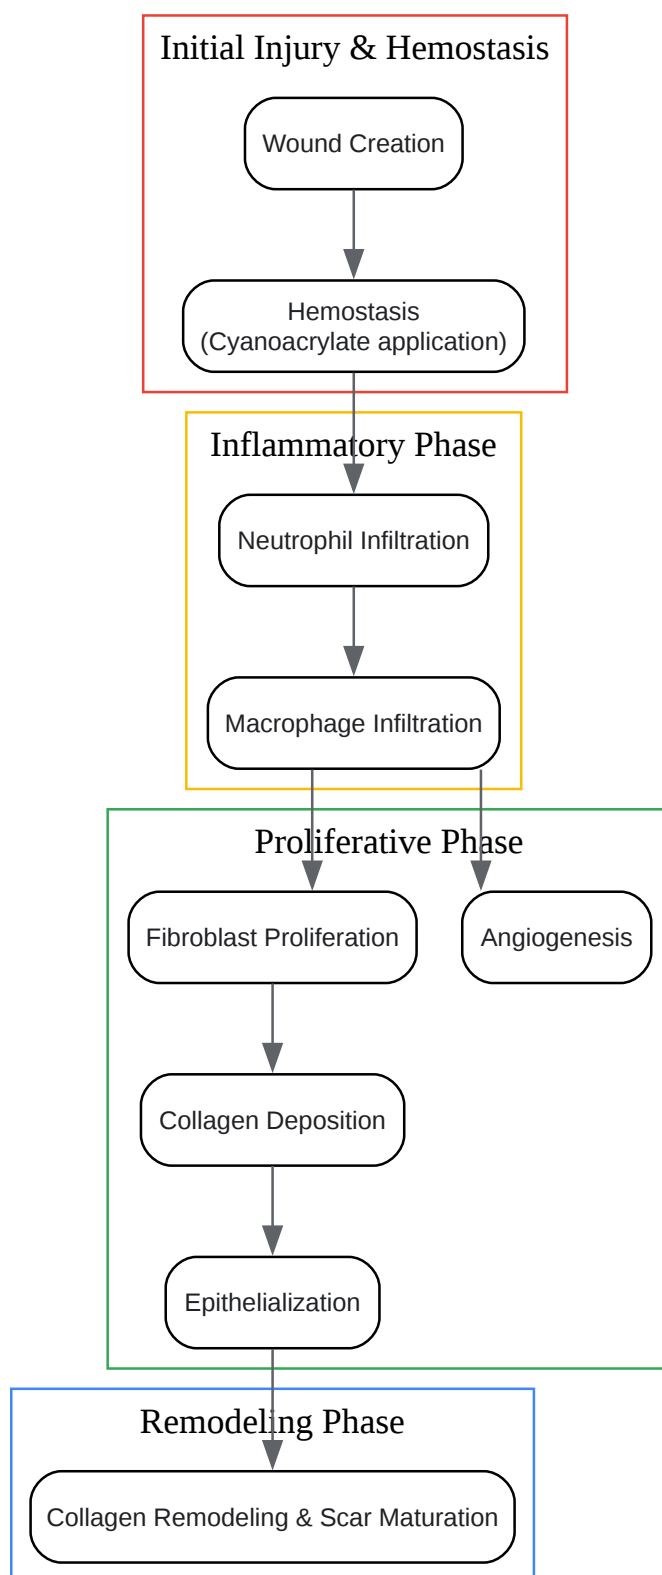 Initial Injury & Hemostasis
Wound Creation
Hemostasis
(Cyanoacrylate application)
Inflammatory Phase
Neutrophil Infiltration
Macrophage Infiltration
Proliferative Phase
Fibroblast Proliferation
Angiogenesis
Collagen Deposition
Epithelialization
Remodeling Phase
Collagen Remodeling & Scar Maturation